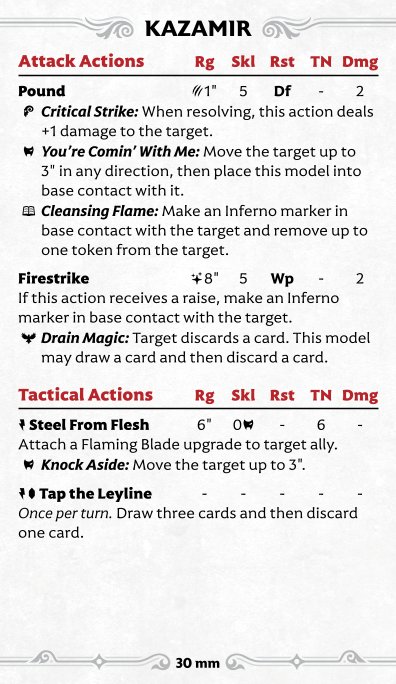 KAZAMIR
Attack Actions Rg Skl Rst TN Dmg
Pound 1" 5 Df - 2
Critical Strike: When resolving, this action deals
+1 damage to the target.
You're Comin' With Me: Move the target up to
3" in any direction, then place this model into
base contact with it.
Cleansing Flame: Make an Inferno marker in
base contact with the target and remove up to
one token from the target.
Firestrike 8" 5 Wp - 2
If this action receives a raise, make an Inferno
marker in base contact with the target.
Drain Magic: Target discards a card. This model
may draw a card and then discard a card.
Tactical Actions Rg Skl Rst TN Dmg
Steel From Flesh 6" 0 - 6 -
Attach a Flaming Blade upgrade to target ally.
Knock Aside: Move the target up to 3".
Tap the Leyline - - - - -
Once per turn. Draw three cards and then discard
one card.
30 mm